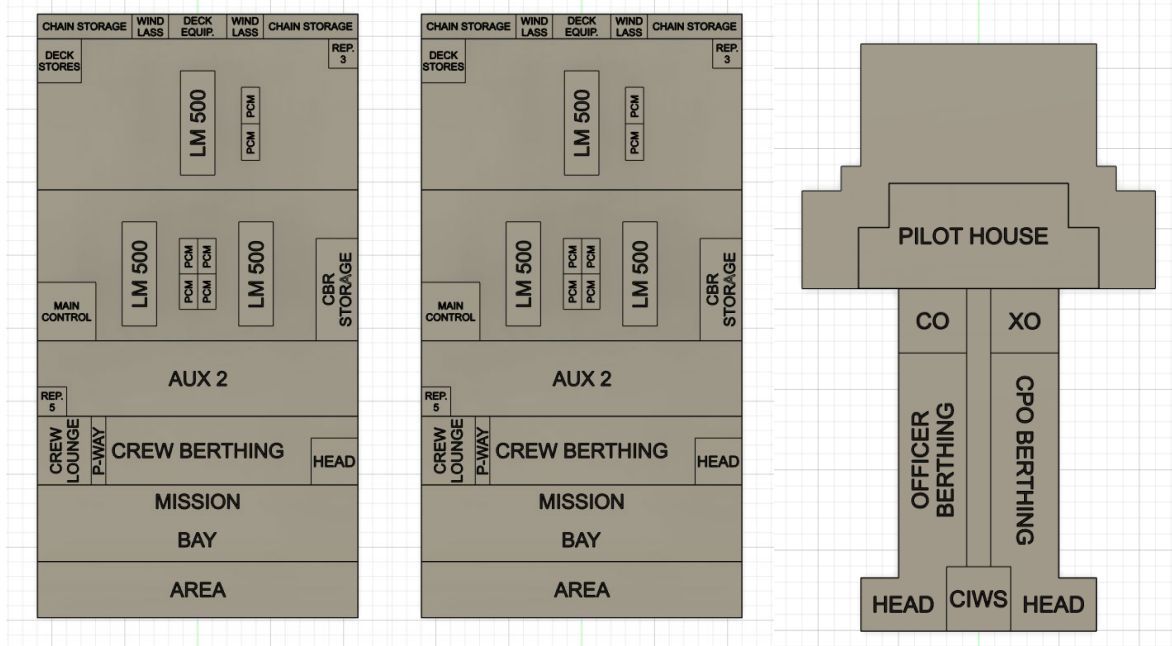 CHAIN STORAGE
WIND
LASS
DECK
EQUIP.
WIND
LASS
CHAIN STORAGE
DECK
STORES
REP.
3
LM 500
PCM
PCM
LM 500
PCM
PCM
PCM
PCM
LM 500
CBR
STORAGE
MAIN
CONTROL
AUX 2
REP.
5
CREW
LOUNGE
P-WAY
CREW BERTHING
HEAD
MISSION
BAY
AREA
CHAIN STORAGE
WIND
LASS
DECK
EQUIP.
WIND
LASS
CHAIN STORAGE
DECK
STORES
REP.
3
LM 500
PCM
PCM
LM 500
PCM
PCM
PCM
PCM
LM 500
CBR
STORAGE
MAIN
CONTROL
AUX 2
REP.
5
CREW
LOUNGE
P-WAY
CREW BERTHING
HEAD
MISSION
BAY
AREA
PILOT HOUSE
CO
XO
OFFICER
BERTHING
CPO BERTHING
HEAD
CIWS
HEAD